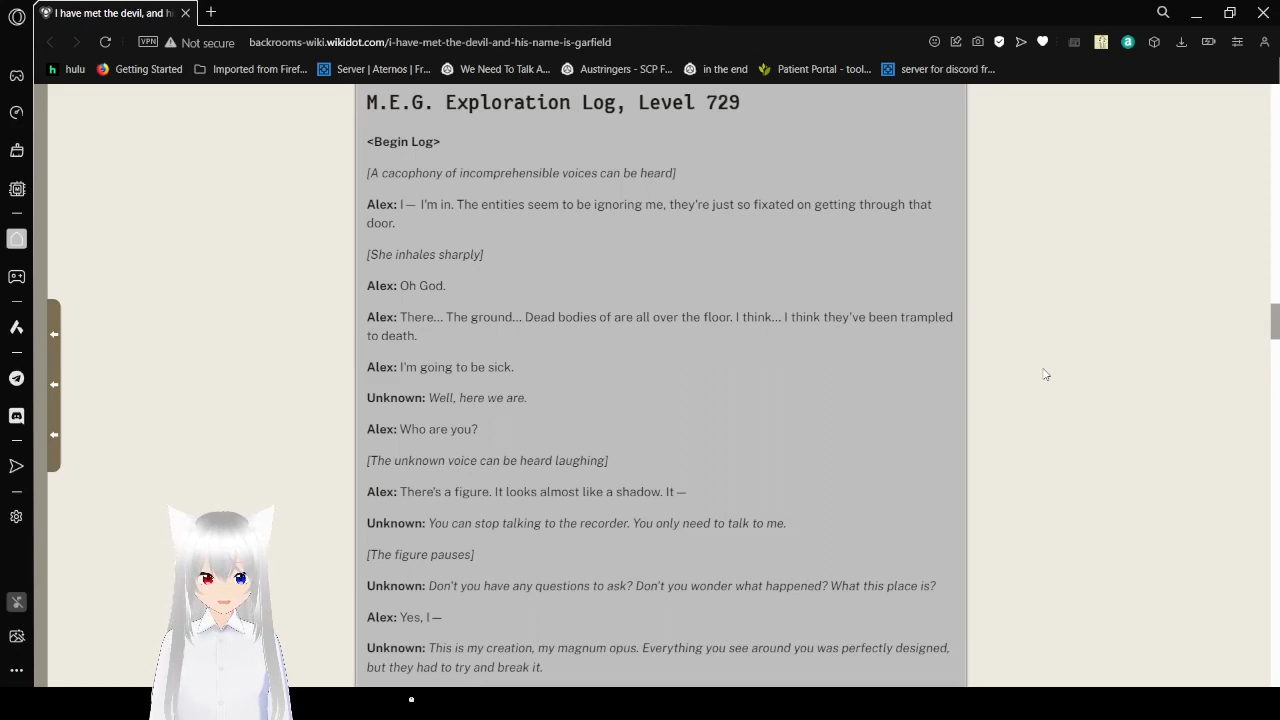 I have met the devil, and his
VPN Not secure backrooms-wiki.wikidot.com/i-have-met-the-devil-and-his-name-is-garfield
hulu Getting Started Imported from Firef... Server | Aternos | Fr... We Need To Talk A... Austringers - SCP F... in the end Patient Portal - tool... server for discord fr...
M.E.G. Exploration Log, Level 729
<Begin Log>
[A cacophony of incomprehensible voices can be heard]
Alex: I — I'm in. The entities seem to be ignoring me, they're just so fixated on getting through that
door.
[She inhales sharply]
Alex: Oh God.
Alex: There... The ground... Dead bodies of are all over the floor. I think... I think they've been trampled
to death.
Alex: I'm going to be sick.
Unknown: Well, here we are.
Alex: Who are you?
[The unknown voice can be heard laughing]
Alex: There's a figure. It looks almost like a shadow. It —
Unknown: You can stop talking to the recorder. You only need to talk to me.
[The figure pauses]
Unknown: Don't you have any questions to ask? Don't you wonder what happened? What this place is?
Alex: Yes, I —
Unknown: This is my creation, my magnum opus. Everything you see around you was perfectly designed,
but they had to try and break it.